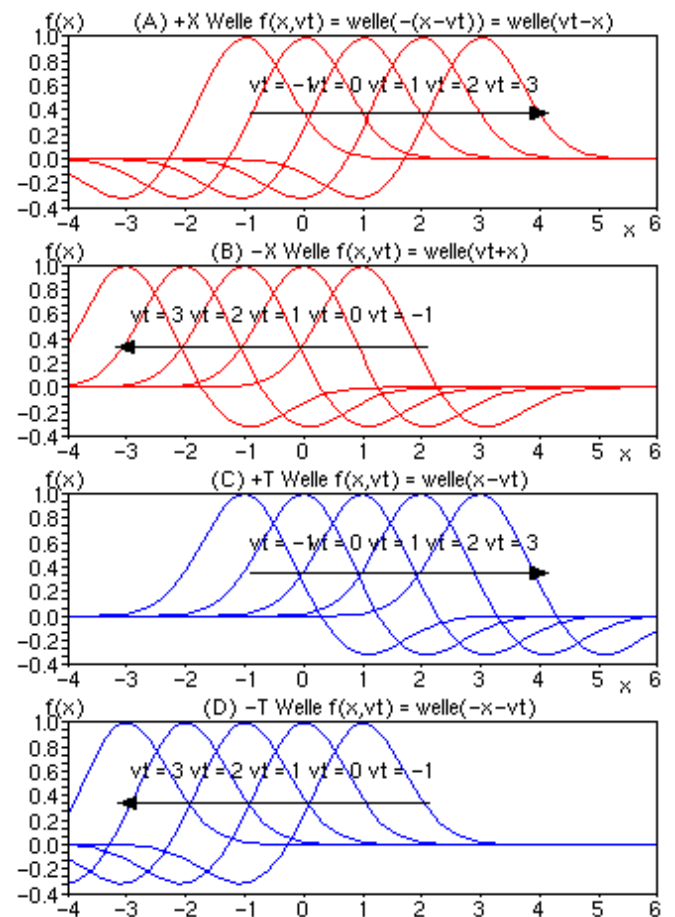 f(x) (A) +X Welle f(x,vt) = welle(-(x-vt)) = welle(vt-x)
1.0
0.8
0.6
vt = -1 vt = 0 vt = 1 vt = 2 vt = 3
0.4
0.2
0.0
-0.2
-0.4
-4 -3 -2 -1 0 1 2 3 4 5 x 6
f(x) (B) -X Welle f(x,vt) = welle(vt+x)
1.0
0.8
0.6
vt = 3 vt = 2 vt = 1 vt = 0 vt = -1
0.4
0.2
0.0
-0.2
-0.4
-4 -3 -2 -1 0 1 2 3 4 5 x 6
f(x) (C) +T Welle f(x,vt) = welle(x-vt)
1.0
0.8
0.6
vt = -1 vt = 0 vt = 1 vt = 2 vt = 3
0.4
0.2
0.0
-0.2
-0.4
-4 -3 -2 -1 0 1 2 3 4 5 x 6
f(x) (D) -T Welle f(x,vt) = welle(-x-vt)
1.0
0.8
0.6
vt = 3 vt = 2 vt = 1 vt = 0 vt = -1
0.4
0.2
0.0
-0.2
-0.4
-4 -3 -2 -1 0 1 2 3 4 5 6